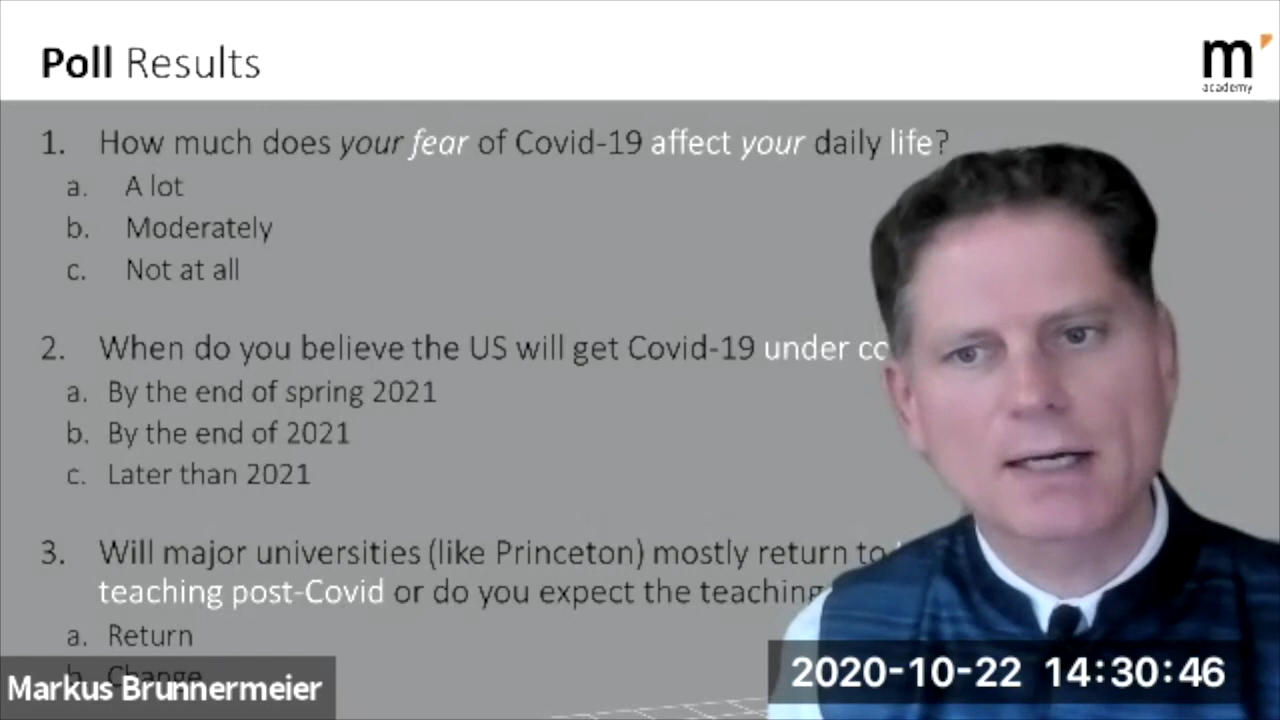 Poll Results
m
academy
1. How much does your fear of Covid-19 affect your daily life?
a. A lot
b. Moderately
c. Not at all
2. When do you believe the US will get Covid-19 under co
a. By the end of spring 2021
b. By the end of 2021
c. Later than 2021
3. Will major universities (like Princeton) mostly return to
teaching post-Covid or do you expect the teaching
a. Return
b. Change
Markus Brunnermeier
2020-10-22 14:30:46